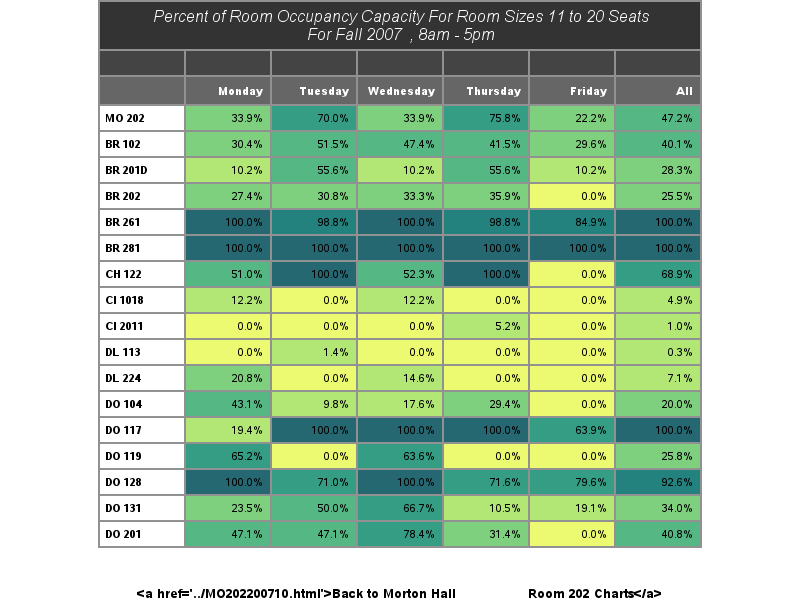 Percent of Room Occupancy Capacity For Room Sizes 11 to 20 Seats
For Fall 2007 , 8am - 5pm
Monday Tuesday Wednesday Thursday Friday All
MO 202 33.9% 70.0% 33.9% 75.8% 22.2% 47.2%
BR 102 30.4% 51.5% 47.4% 41.5% 29.6% 40.1%
BR 201D 10.2% 55.6% 10.2% 55.6% 10.2% 28.3%
BR 202 27.4% 30.8% 33.3% 35.9% 0.0% 25.5%
BR 261 100.0% 98.8% 100.0% 98.8% 84.9% 100.0%
BR 281 100.0% 100.0% 100.0% 100.0% 100.0% 100.0%
CH 122 51.0% 100.0% 52.3% 100.0% 0.0% 68.9%
CI 1018 12.2% 0.0% 12.2% 0.0% 0.0% 4.9%
CI 2011 0.0% 0.0% 0.0% 5.2% 0.0% 1.0%
DL 113 0.0% 1.4% 0.0% 0.0% 0.0% 0.3%
DL 224 20.8% 0.0% 14.6% 0.0% 0.0% 7.1%
DO 104 43.1% 9.8% 17.6% 29.4% 0.0% 20.0%
DO 117 19.4% 100.0% 100.0% 100.0% 63.9% 100.0%
DO 119 65.2% 0.0% 63.6% 0.0% 0.0% 25.8%
DO 128 100.0% 71.0% 100.0% 71.6% 79.6% 92.6%
DO 131 23.5% 50.0% 66.7% 10.5% 19.1% 34.0%
DO 201 47.1% 47.1% 78.4% 31.4% 0.0% 40.8%
<a href='../MO202200710.html'>Back to Morton Hall Room 202 Charts</a>